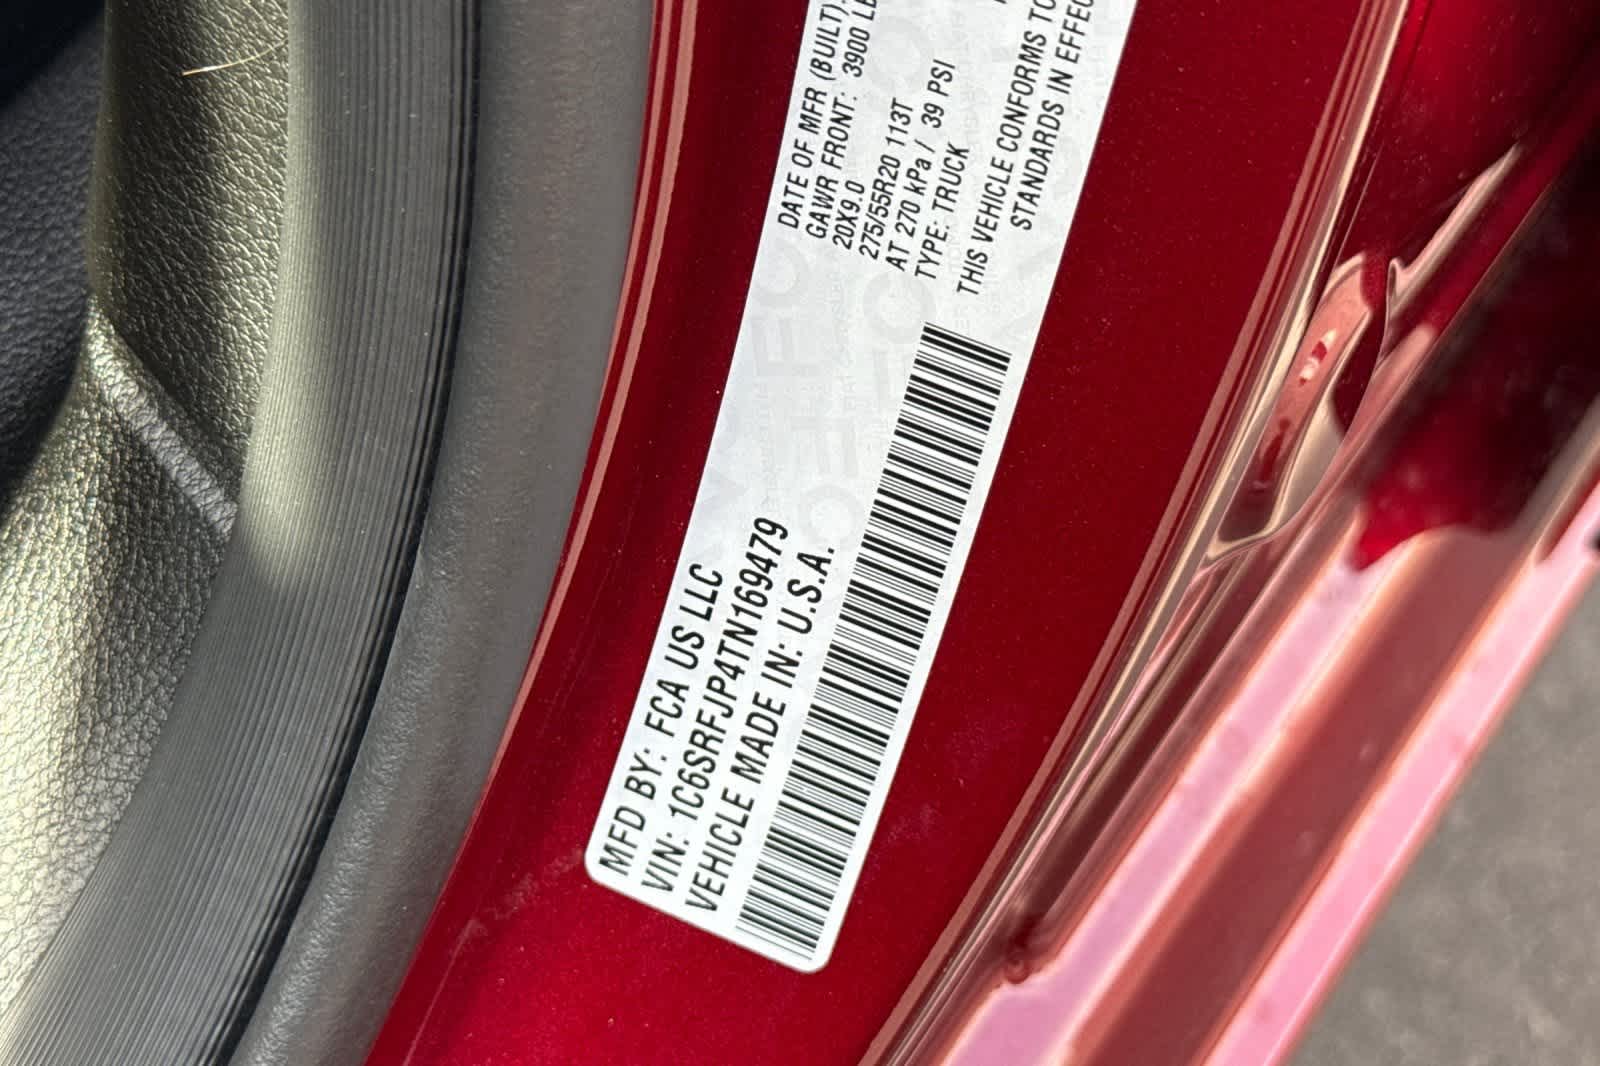 MFD BY: FCA US LLC
VIN: 1C6SRFJP4TN169479
VEHICLE MADE IN: U.S.A.
DATE OF MFR (BUILT)
GAWR FRONT: 3900 LB
20X9.0
275/55R20 113T
AT 270 kPa / 39 PSI
TYPE: TRUCK
THIS VEHICLE CONFORMS TO
STANDARDS IN EFFEC